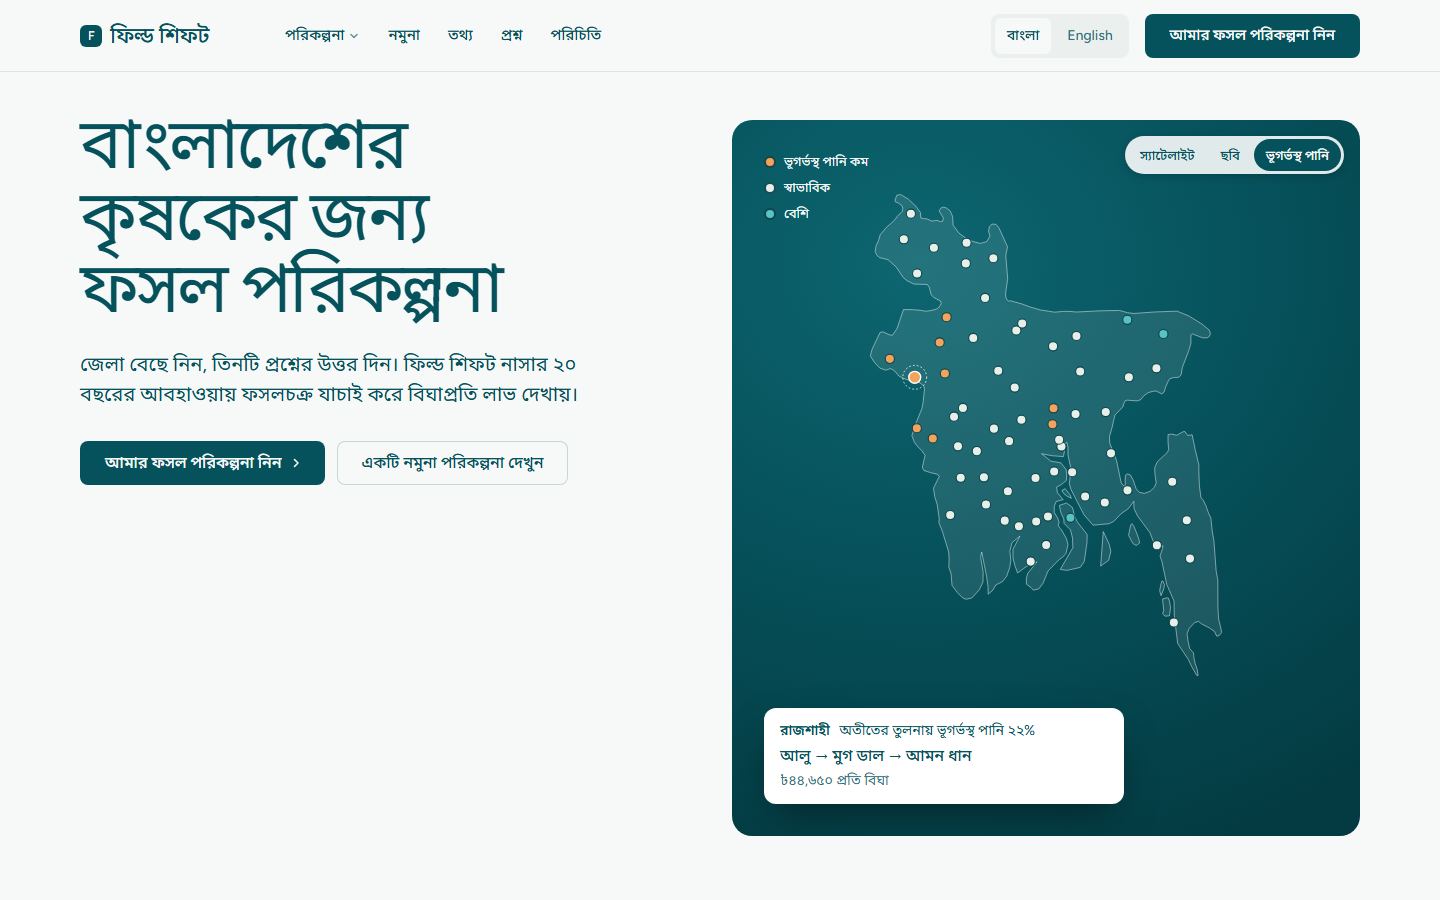 F ফিল্ড শিফট
পরিকল্পনা
নমুনা
তথ্য
প্রশ্ন
পরিচিতি
বাংলা
English
আমার ফসল পরিকল্পনা নিন
বাংলাদেশের
কৃষকের জন্য
ফসল পরিকল্পনা
জেলা বেছে নিন, তিনটি প্রশ্নের উত্তর দিন। ফিল্ড শিফট নাসার ২০
বছরের আবহাওয়ায় ফসলচক্র যাচাই করে বিঘাপ্রতি লাভ দেখায়।
আমার ফসল পরিকল্পনা নিন
একটি নমুনা পরিকল্পনা দেখুন
স্যাটেলাইট
ছবি
ভূগর্ভস্থ পানি
ভূগর্ভস্থ পানি কম
স্বাভাবিক
বেশি
রাজশাহী অতীতের তুলনায় ভূগর্ভস্থ পানি ২২%
আলু → মুগ ডাল → আমন ধান
৳৪৪,৬৫০ প্রতি বিঘা